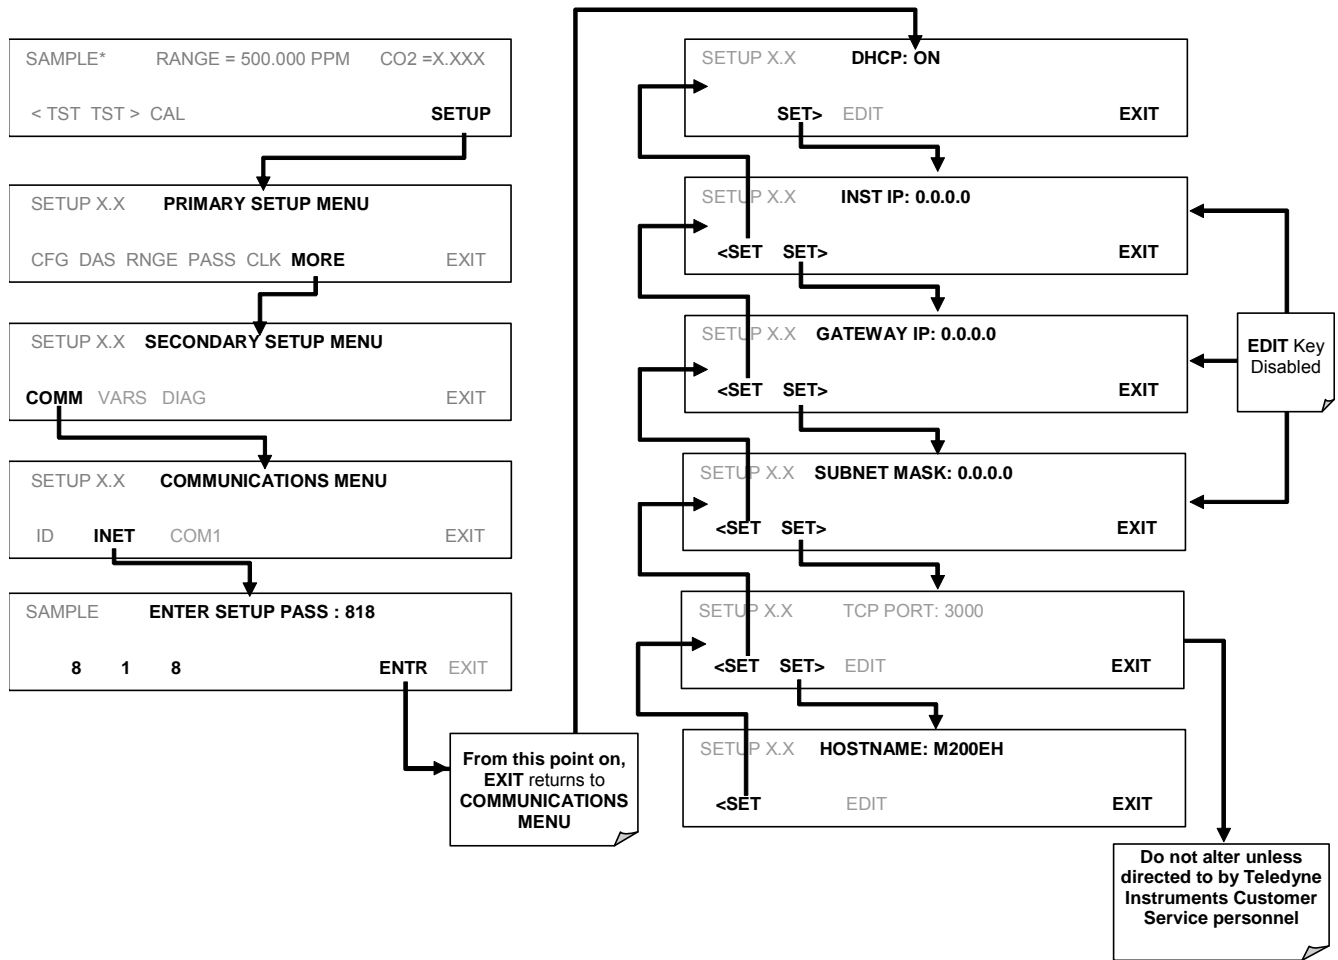 SAMPLE* RANGE = 500.000 PPM CO2 =X.XXX
< TST TST > CAL SETUP
SETUP X.X PRIMARY SETUP MENU
CFG DAS RNGE PASS CLK MORE EXIT
SETUP X.X SECONDARY SETUP MENU
COMM VARS DIAG EXIT
SETUP X.X COMMUNICATIONS MENU
ID INET COM1 EXIT
SAMPLE ENTER SETUP PASS : 818
8 1 8 ENTR EXIT
From this point on,
EXIT returns to
COMMUNICATIONS
MENU
SETUP X.X DHCP: ON
SET> EDIT EXIT
SETUP X.X INST IP: 0.0.0.0
<SET SET> EXIT
SETUP X.X GATEWAY IP: 0.0.0.0
<SET SET> EXIT
SETUP X.X SUBNET MASK: 0.0.0.0
<SET SET> EXIT
EDIT Key
Disabled
SETUP X.X TCP PORT: 3000
<SET SET> EDIT EXIT
SETUP X.X HOSTNAME: M200EH
<SET EDIT EXIT
Do not alter unless
directed to by Teledyne
Instruments Customer
Service personnel